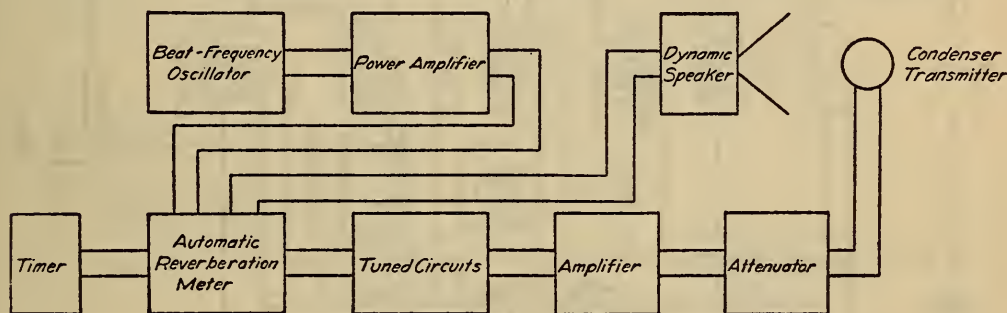 Beat-Frequency
Oscillator
Power Amplifier
Dynamic
Speaker
Condenser
Transmitter
Timer
Automatic
Reverberation
Meter
Tuned Circuits
Amplifier
Attenuator